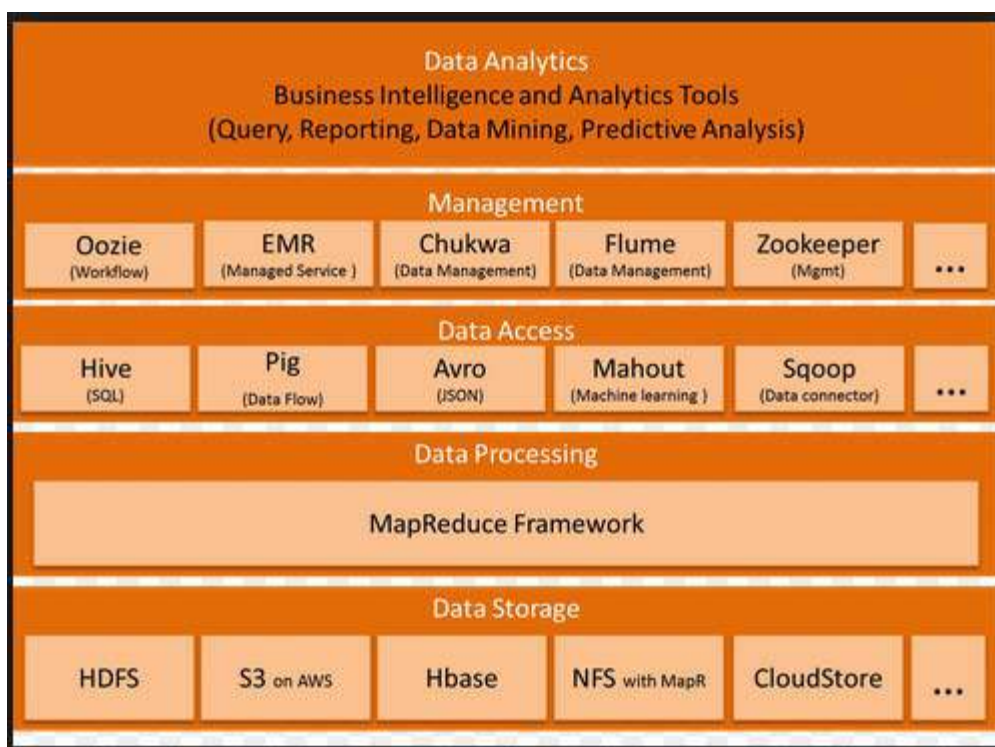 Data Analytics
Business Intelligence and Analytics Tools
(Query, Reporting, Data Mining, Predictive Analysis)
Management
Oozie
(Workflow)
EMR
(Managed Service )
Chukwa
(Data Management)
Flume
(Data Management)
Zookeeper
(Mgmt)
...
Data Access
Hive
(SQL)
Pig
(Data Flow)
Avro
(JSON)
Mahout
(Machine learning )
Sqoop
(Data connector)
...
Data Processing
MapReduce Framework
Data Storage
HDFS
S3 on AWS
Hbase
NFS with MapR
CloudStore
...